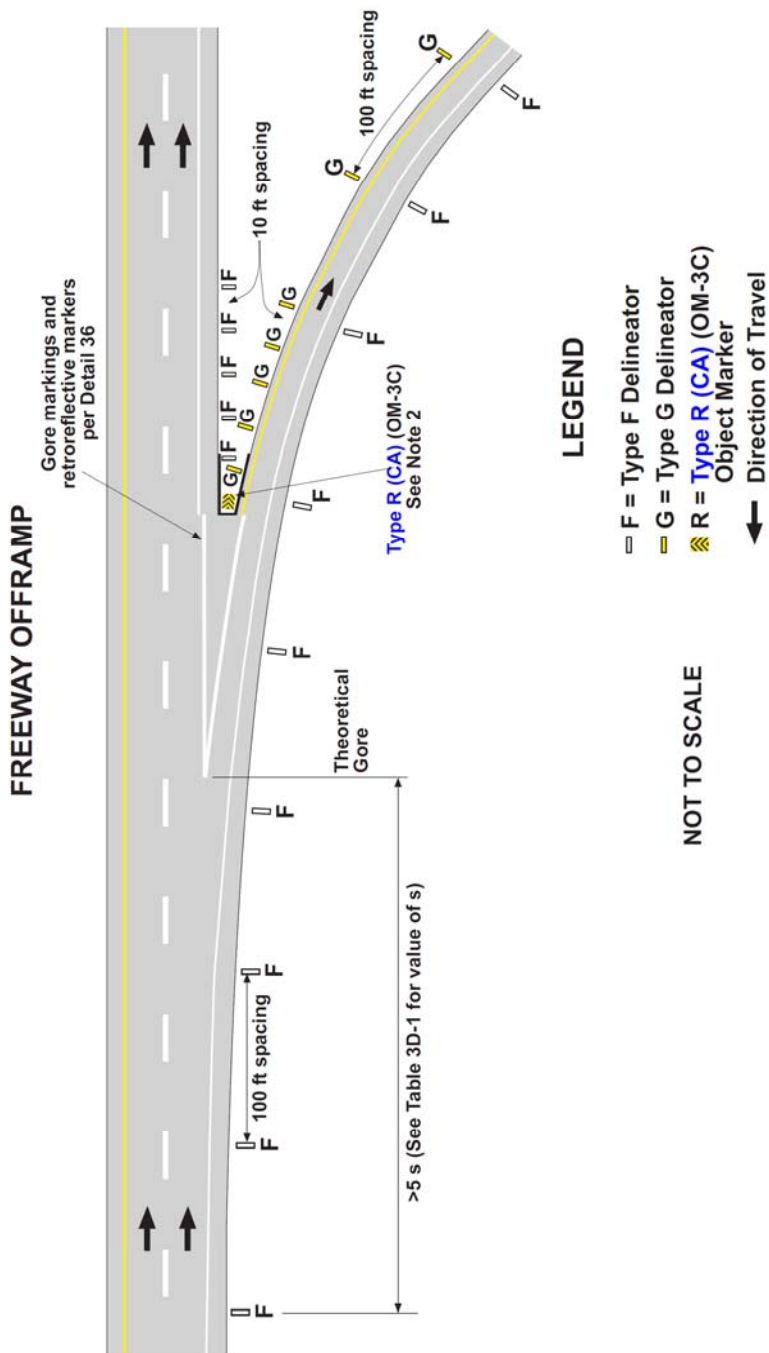 FREEWAY OFFRAMP
Gore markings and
retroreflective markers
per Detail 36
10 ft spacing
100 ft spacing
F
F
F
F
F
G
G
G
G
G
G
G
Type R (CA) (OM-3C)
See Note 2
F
F
F
F
F
F
F
F
F
Theoretical
Gore
100 ft spacing
>5 s (See Table 3D-1 for value of s)
NOT TO SCALE
LEGEND
F = Type F Delineator
G = Type G Delineator
R = Type R (CA) (OM-3C)
Object Marker
Direction of Travel